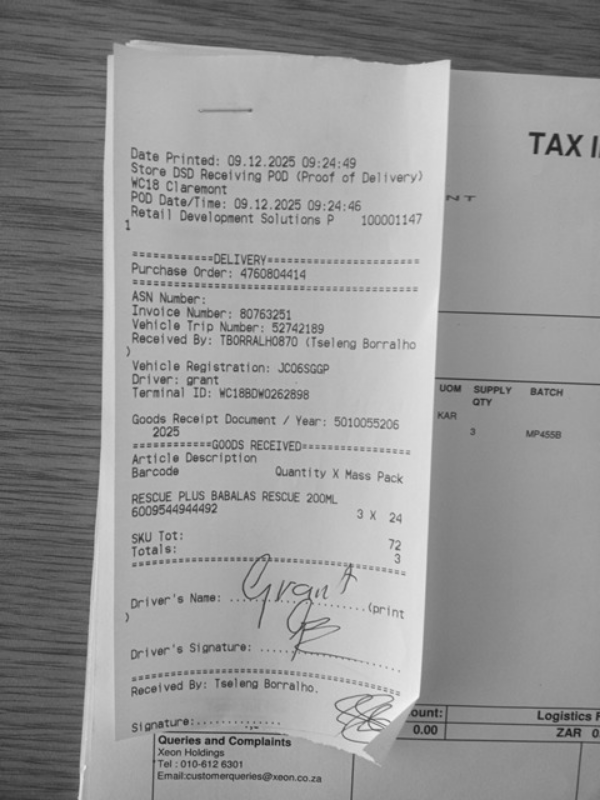 Date Printed: 09.12.2025 09:24:49
Store DSD Receiving POD (Proof of Delivery)
WC18 Claremont
POD Date/Time: 09.12.2025 09:24:46
Retail Development Solutions P 100001147
1
============DELIVERY======================
Purchase Order: 4760804414
==========================================
ASN Number:
Invoice Number: 80763251
Vehicle Trip Number: 52742189
Received By: TBORRALH0870 (Tseleng Borralho
)
Vehicle Registration: JC06SGGP
Driver: grant
Terminal ID: WC18BDW0262898
Goods Receipt Document / Year: 5010055206
2025
============GOODS RECEIVED================
Article Description
Barcode Quantity X Mass Pack
RESCUE PLUS BABALAS RESCUE 200ML
6009544944492 3 X 24
SKU Tot: 72
Totals: 3
==========================================
Driver's Name: ....................(print
Grant
)
Driver's Signature: ....................
==========================================
Received By: Tseleng Borralho.
Signature:.............
TAX I
NT
UOM SUPPLY QTY BATCH
KAR
3 MP455B
ount: Logistics F
0.00 ZAR 0.
Queries and Complaints
Xeon Holdings
Tel : 010-612 6301
Email:customerqueries@xeon.co.za